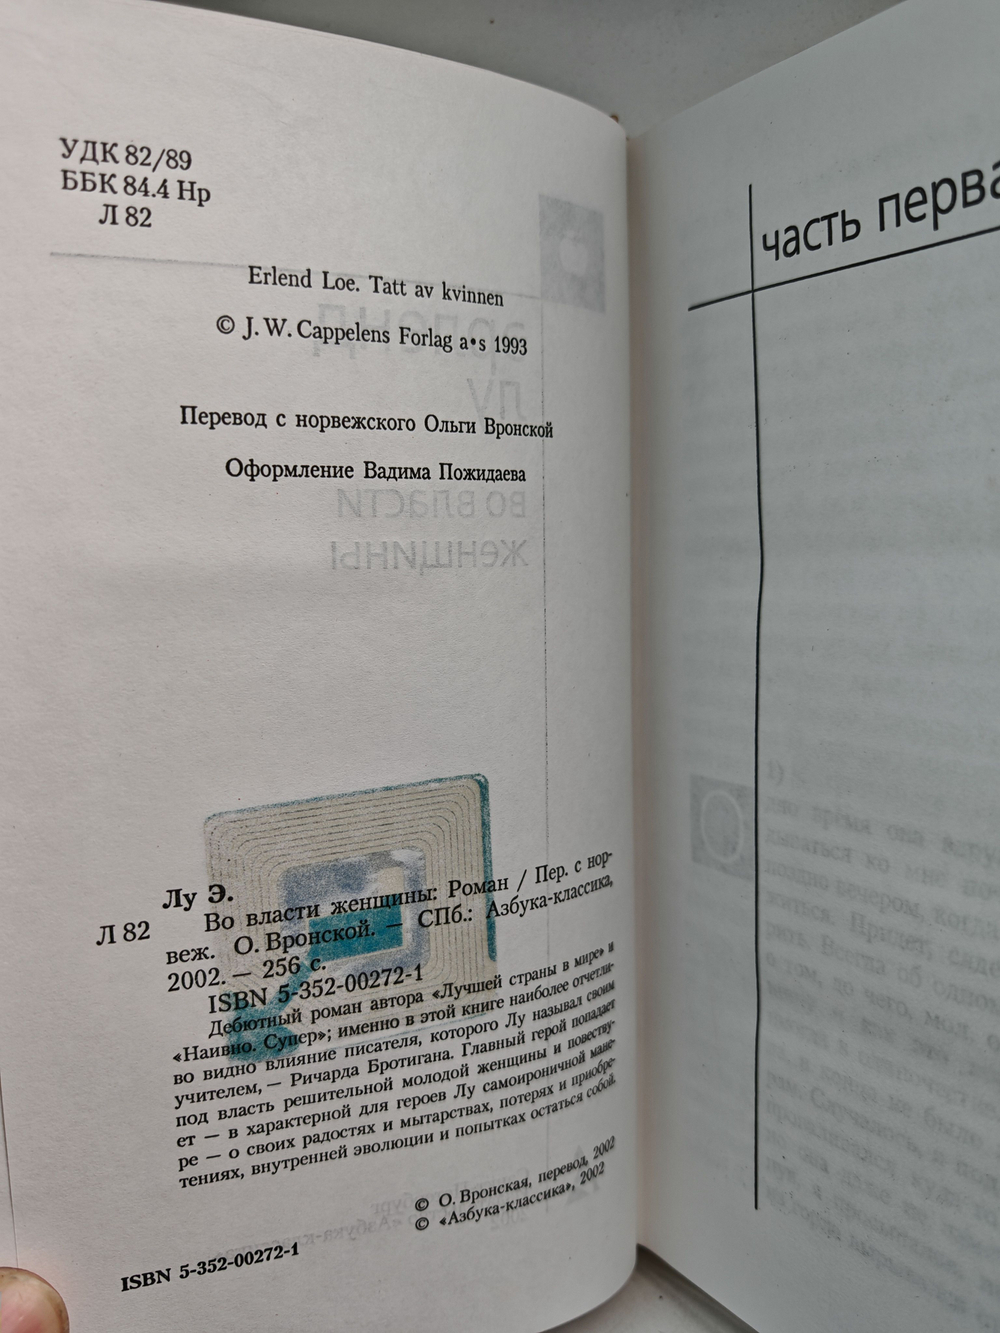 УДК 82/89
ББК 84.4 Нр
Л 82
Erlend Loe. Tatt av kvinnen
© J. W. Cappelens Forlag a•s 1993
Перевод с норвежского Ольги Вронской
Оформление Вадима Пожидаева
Лу Э.
Л 82
Во власти женщины: Роман / Пер. с нор-
веж. О. Вронской. — СПб.: Азбука-классика,
2002. — 256 с.
ISBN 5-352-00272-1
Дебютный роман автора «Лучшей страны в мире» и
«Наивно. Супер»; именно в этой книге наиболее отчетли-
во видно влияние писателя, которого Лу называл своим
учителем, — Ричарда Бротигана. Главный герой попадает
под власть решительной молодой женщины и повеству-
ет — в характерной для героев Лу самоироничной мане-
ре — о своих радостях и мытарствах, потерях и приобре-
тениях, внутренней эволюции и попытках остаться собой.
© О. Вронская, перевод, 2002
© «Азбука-классика», 2002
ISBN 5-352-00272-1
часть перва